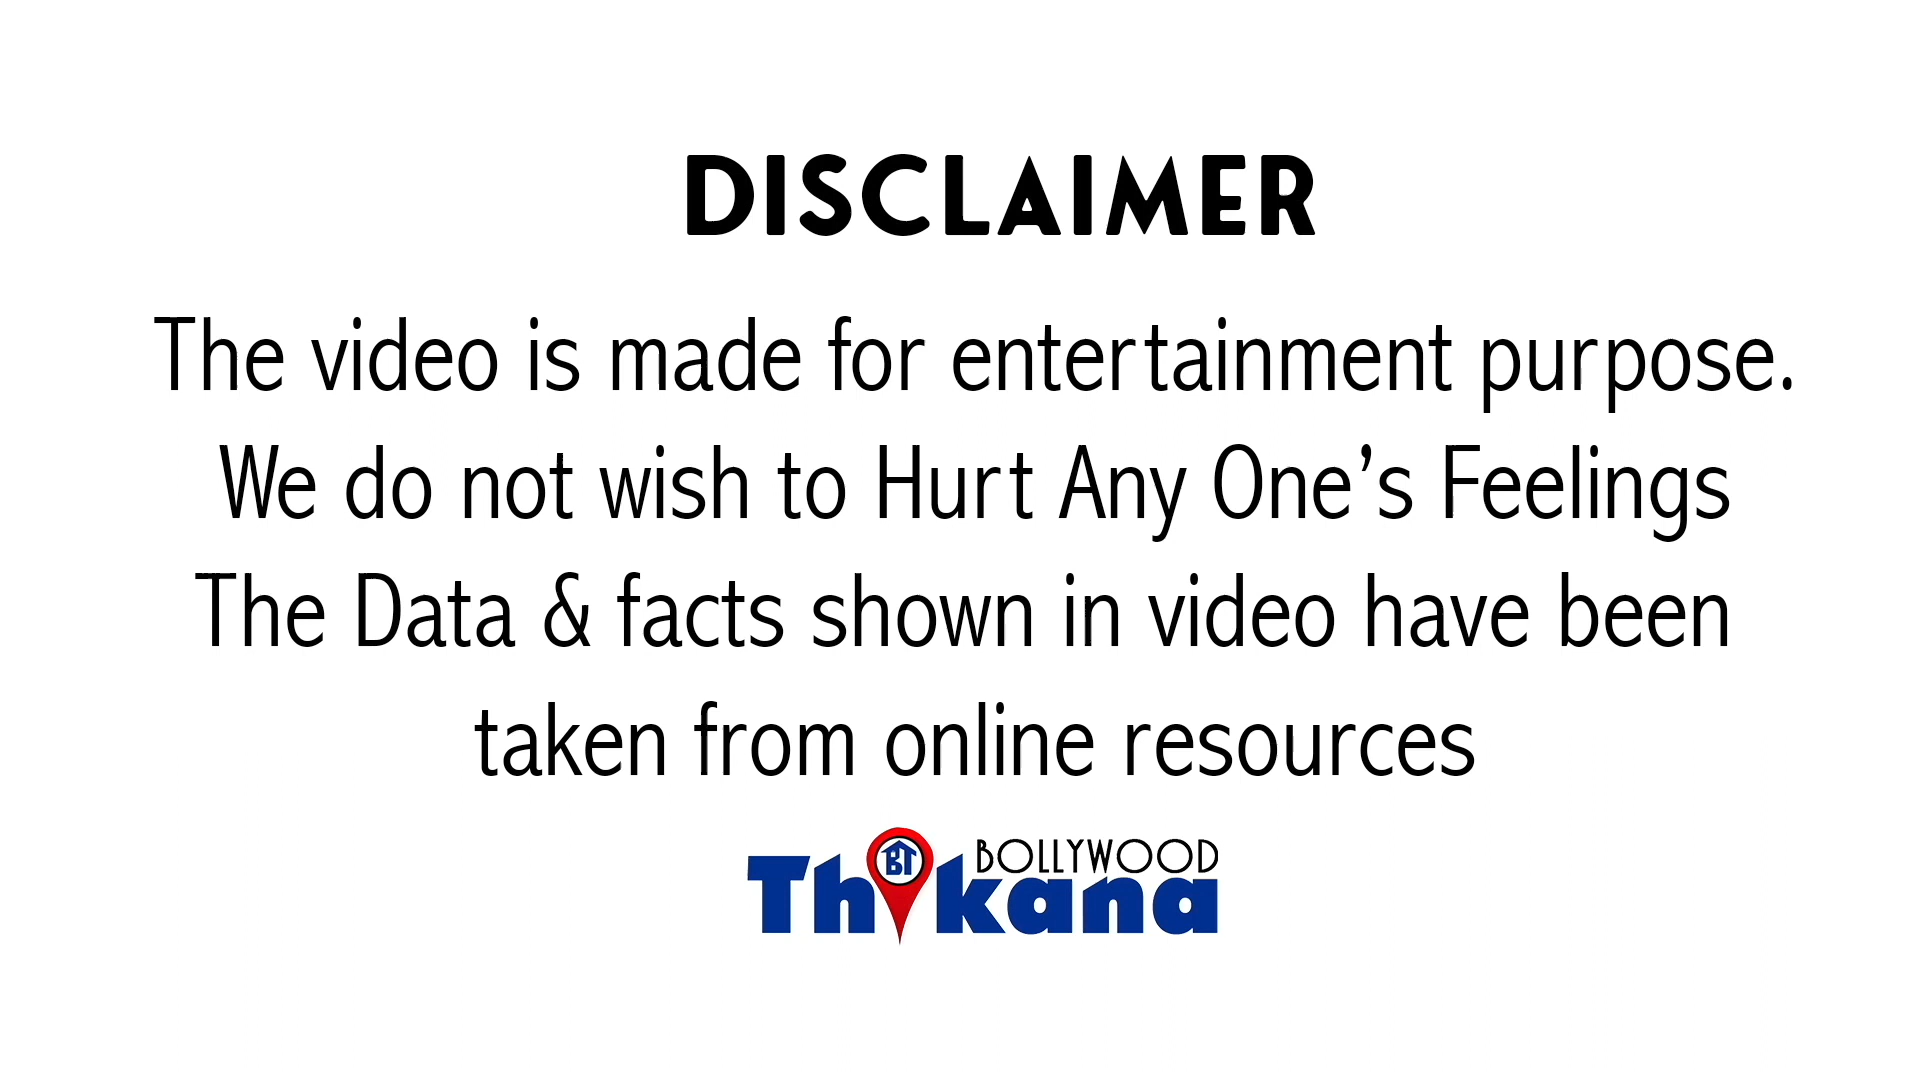 DISCLAIMER
The video is made for entertainment purpose.
We do not wish to Hurt Any One’s Feelings
The Data & facts shown in video have been
taken from online resources
BT BOLLYWOOD
Thikana